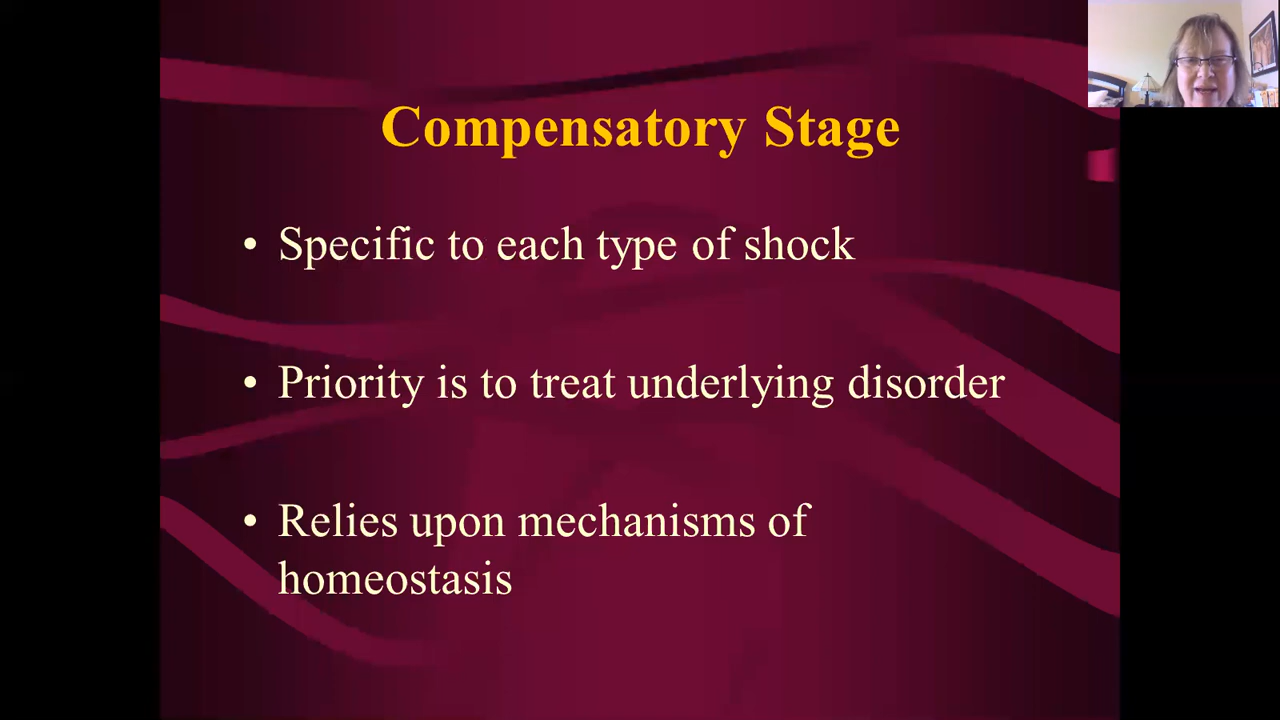 Compensatory Stage
• Specific to each type of shock
• Priority is to treat underlying disorder
• Relies upon mechanisms of
homeostasis